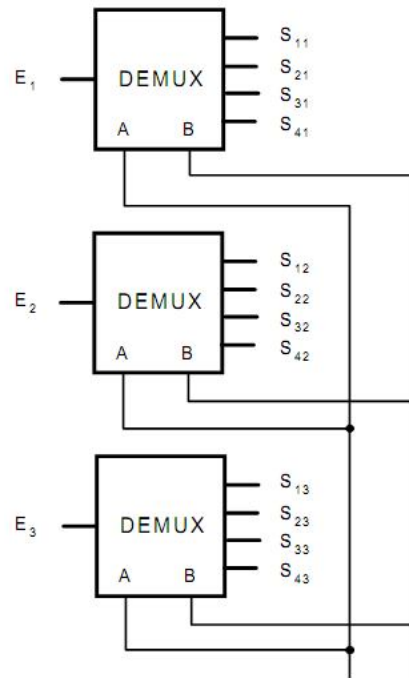 S₁₁
E₁ DEMUX S₂₁
S₃₁
A B S₄₁
S₁₂
E₂ DEMUX S₂₂
S₃₂
A B S₄₂
S₁₃
E₃ DEMUX S₂₃
S₃₃
A B S₄₃